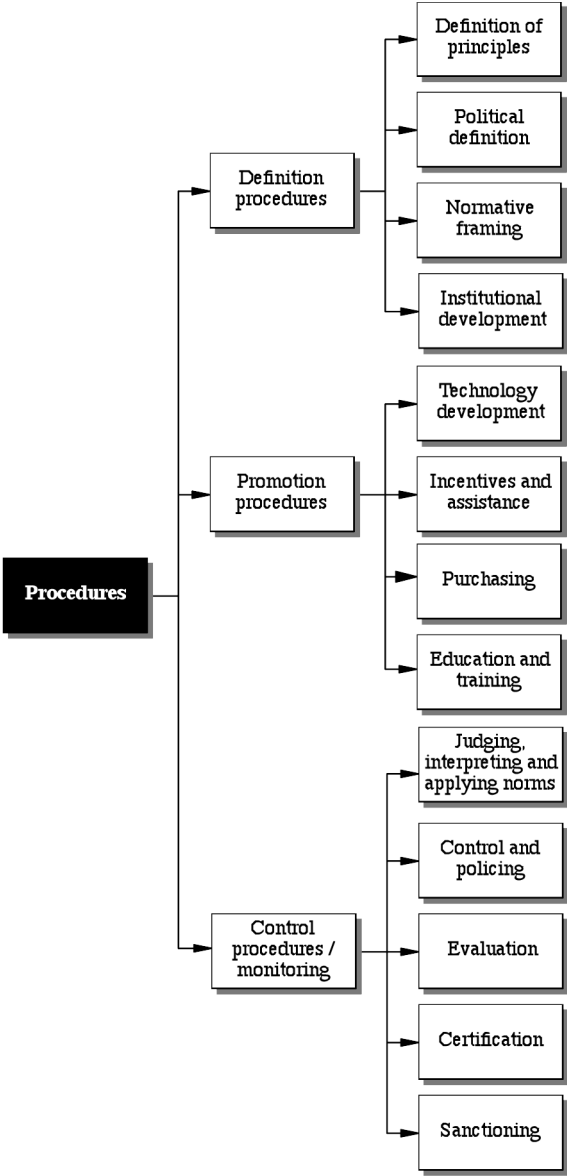 Procedures
Definition
procedures
Definition of
principles
Political
definition
Normative
framing
Institutional
development
Promotion
procedures
Technology
development
Incentives and
assistance
Purchasing
Education and
training
Control
procedures /
monitoring
Judging,
interpreting and
applying norms
Control and
policing
Evaluation
Certification
Sanctioning